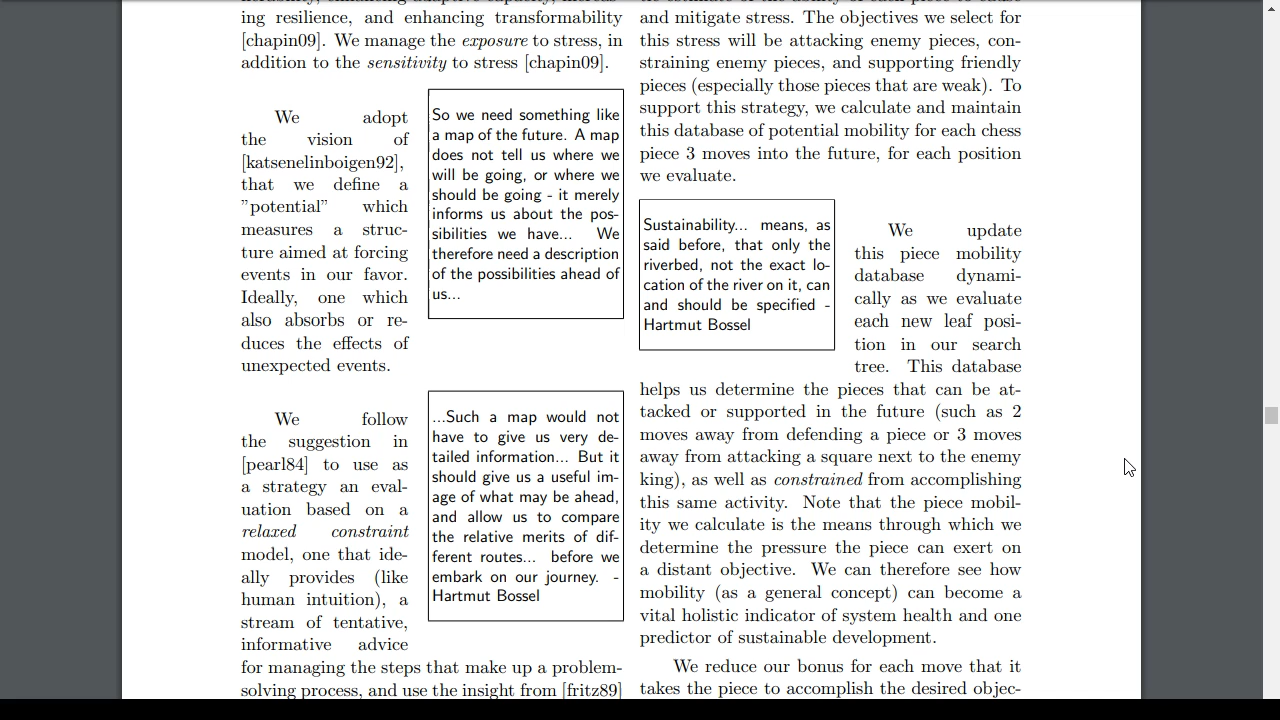 ing resilience, and enhancing transformability
[chapin09]. We manage the exposure to stress, in
addition to the sensitivity to stress [chapin09].
We adopt
the vision of
[katsenelinboigen92],
that we define a
”potential” which
measures a struc-
ture aimed at forcing
events in our favor.
Ideally, one which
also absorbs or re-
duces the effects of
unexpected events.
So we need something like
a map of the future. A map
does not tell us where we
will be going, or where we
should be going - it merely
informs us about the pos-
sibilities we have... We
therefore need a description
of the possibilities ahead of
us...
We follow
the suggestion in
[pearl84] to use as
a strategy an eval-
uation based on a
relaxed constraint
model, one that ide-
ally provides (like
human intuition), a
stream of tentative,
informative advice
for managing the steps that make up a problem-
solving process, and use the insight from [fritz89]
...Such a map would not
have to give us very de-
tailed information... But it
should give us a useful im-
age of what may be ahead,
and allow us to compare
the relative merits of dif-
ferent routes... before we
embark on our journey. -
Hartmut Bossel
and mitigate stress. The objectives we select for
this stress will be attacking enemy pieces, con-
straining enemy pieces, and supporting friendly
pieces (especially those pieces that are weak). To
support this strategy, we calculate and maintain
this database of potential mobility for each chess
piece 3 moves into the future, for each position
we evaluate.
Sustainability... means, as
said before, that only the
riverbed, not the exact lo-
cation of the river on it, can
and should be specified -
Hartmut Bossel
We update
this piece mobility
database dynami-
cally as we evaluate
each new leaf posi-
tion in our search
tree. This database
helps us determine the pieces that can be at-
tacked or supported in the future (such as 2
moves away from defending a piece or 3 moves
away from attacking a square next to the enemy
king), as well as constrained from accomplishing
this same activity. Note that the piece mobil-
ity we calculate is the means through which we
determine the pressure the piece can exert on
a distant objective. We can therefore see how
mobility (as a general concept) can become a
vital holistic indicator of system health and one
predictor of sustainable development.
We reduce our bonus for each move that it
takes the piece to accomplish the desired objec-